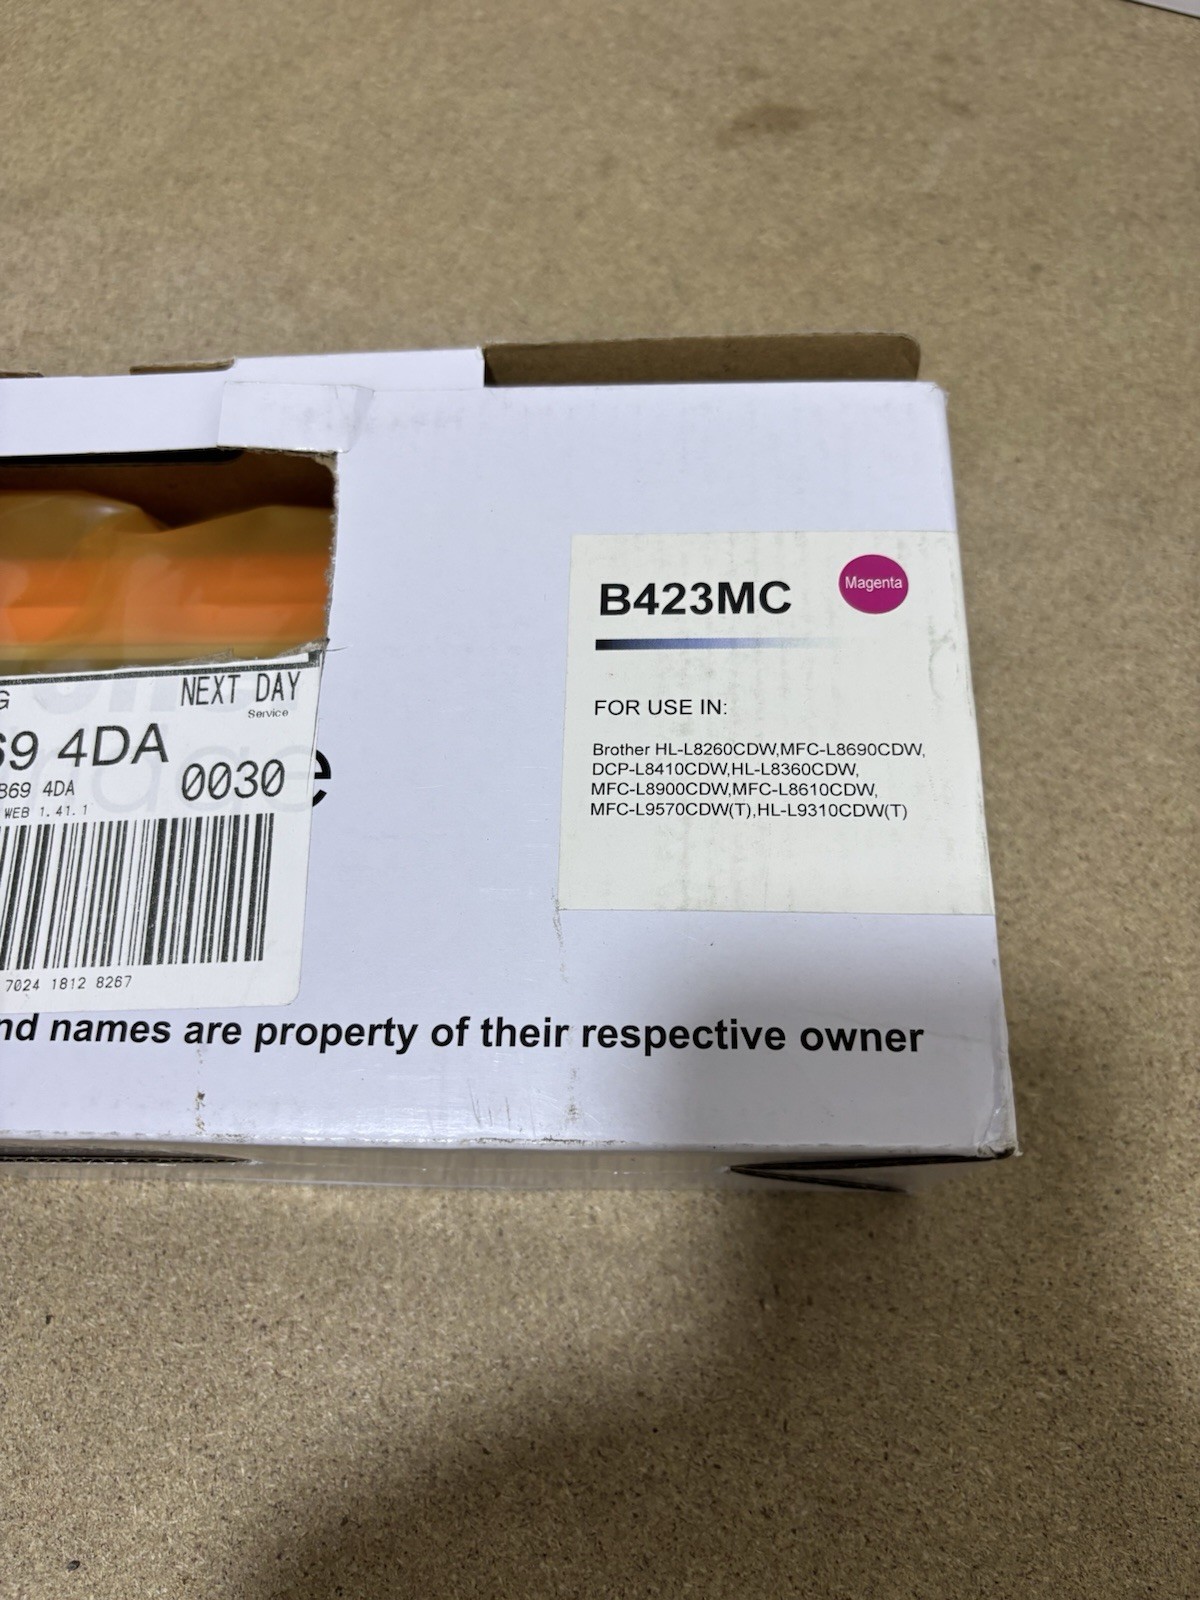 B423MC
Magenta
FOR USE IN:
Brother HL-L8260CDW,MFC-L8690CDW,
DCP-L8410CDW,HL-L8360CDW,
MFC-L8900CDW,MFC-L8610CDW,
MFC-L9570CDW(T),HL-L9310CDW(T)
G
NEXT DAY
Service
69 4DA
B69 4DA
0030
WEB 1.41.1
7024 1812 8267
nd names are property of their respective owner